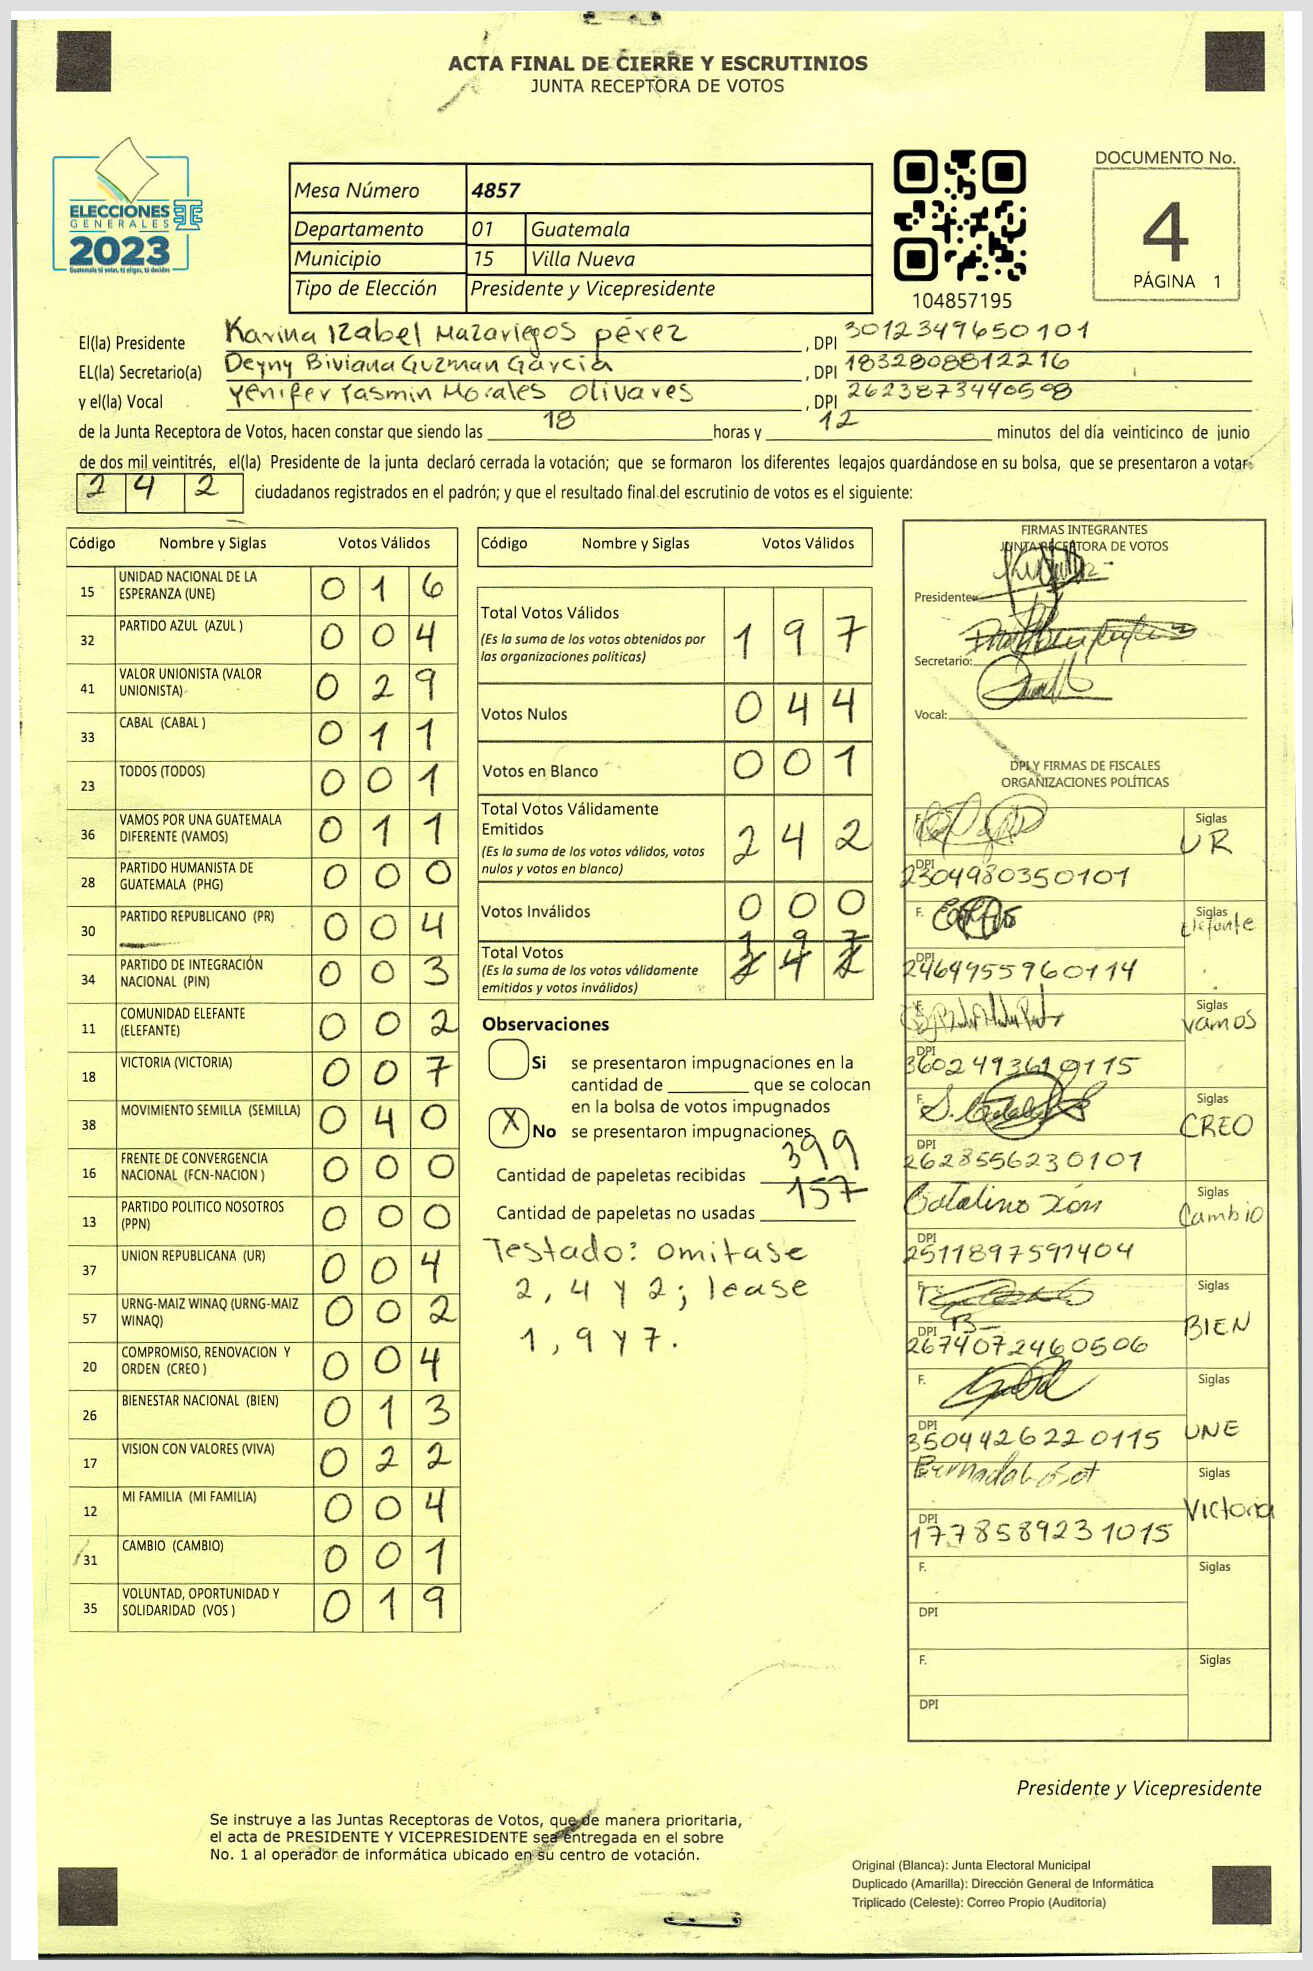 ACTA FINAL DE CIERRE Y ESCRUTINIOS
JUNTA RECEPTORA DE VOTOS
ELECCIONES
GENERALES
2023
Guatemala tú votas, tú eliges, tú decides
Mesa Número 4857
Departamento 01 Guatemala
Municipio 15 Villa Nueva
Tipo de Elección Presidente y Vicepresidente
104857195
DOCUMENTO No.
4
PÁGINA 1
El(la) Presidente Karina Izabel Mazariegos pérez , DPI 3012349650101
EL(la) Secretario(a) Deyny Biviana Guzman Garcia , DPI 1832808812216
y el(la) Vocal Yenifer Yasmin Morales Olivares , DPI 2623873440598
de la Junta Receptora de Votos, hacen constar que siendo las 18 horas y 12 minutos del día veinticinco de junio
de dos mil veintitrés, el(la) Presidente de la junta declaró cerrada la votación; que se formaron los diferentes legajos guardándose en su bolsa, que se presentaron a votar
2 4 2 ciudadanos registrados en el padrón; y que el resultado final del escrutinio de votos es el siguiente:
Código Nombre y Siglas Votos Válidos
15 UNIDAD NACIONAL DE LA ESPERANZA (UNE) 0 1 6
32 PARTIDO AZUL (AZUL ) 0 0 4
41 VALOR UNIONISTA (VALOR UNIONISTA) 0 2 9
33 CABAL (CABAL ) 0 1 1
23 TODOS (TODOS) 0 0 1
36 VAMOS POR UNA GUATEMALA DIFERENTE (VAMOS) 0 1 1
28 PARTIDO HUMANISTA DE GUATEMALA (PHG) 0 0 0
30 PARTIDO REPUBLICANO (PR) 0 0 4
34 PARTIDO DE INTEGRACIÓN NACIONAL (PIN) 0 0 3
11 COMUNIDAD ELEFANTE (ELEFANTE) 0 0 2
18 VICTORIA (VICTORIA) 0 0 7
38 MOVIMIENTO SEMILLA (SEMILLA) 0 4 0
16 FRENTE DE CONVERGENCIA NACIONAL (FCN-NACION ) 0 0 0
13 PARTIDO POLITICO NOSOTROS (PPN) 0 0 0
37 UNION REPUBLICANA (UR) 0 0 4
57 URNG-MAIZ WINAQ (URNG-MAIZ WINAQ) 0 0 2
20 COMPROMISO, RENOVACION Y ORDEN (CREO ) 0 0 4
26 BIENESTAR NACIONAL (BIEN) 0 1 3
17 VISION CON VALORES (VIVA) 0 2 2
12 MI FAMILIA (MI FAMILIA) 0 0 4
31 CAMBIO (CAMBIO) 0 0 1
35 VOLUNTAD, OPORTUNIDAD Y SOLIDARIDAD (VOS ) 0 1 9
Código Nombre y Siglas Votos Válidos
Total Votos Válidos 1 9 7
(Es la suma de los votos obtenidos por
las organizaciones políticas)
Votos Nulos 0 4 4
Votos en Blanco 0 0 1
Total Votos Válidamente
Emitidos 2 4 2
(Es la suma de los votos válidos, votos
nulos y votos en blanco)
Votos Inválidos 0 0 0
1 9 7
Total Votos 2 4 2
(Es la suma de los votos válidamente
emitidos y votos inválidos)
Observaciones
Si se presentaron impugnaciones en la
cantidad de que se colocan
en la bolsa de votos impugnados
X No se presentaron impugnaciones
Cantidad de papeletas recibidas 399
Cantidad de papeletas no usadas 157
Testado: omitase
2, 4 y 2; lease
1, 9 y 7.
FIRMAS INTEGRANTES
JUNTA RECEPTORA DE VOTOS
Presidente:
Secretario:
Vocal:
DPI Y FIRMAS DE FISCALES
ORGANIZACIONES POLÍTICAS
F. Siglas
UR
DPI
2304980350101
F. Siglas
Elefante
DPI
2464955960114
F. Siglas
Vamos
DPI
3602493610115
F. Siglas
CREO
DPI
2628556230101
Catalino Xón Siglas
Cambio
DPI
2511897591404
F. Siglas
BIEN
DPI
2674072460506
F. Siglas
UNE
DPI
3504426220115
Siglas
Victoria
DPI
1778589231015
F. Siglas
DPI
F. Siglas
DPI
Presidente y Vicepresidente
Se instruye a las Juntas Receptoras de Votos, que de manera prioritaria,
el acta de PRESIDENTE Y VICEPRESIDENTE sea entregada en el sobre
No. 1 al operador de informática ubicado en su centro de votación.
Original (Blanca): Junta Electoral Municipal
Duplicado (Amarilla): Dirección General de Informática
Triplicado (Celeste): Correo Propio (Auditoría)